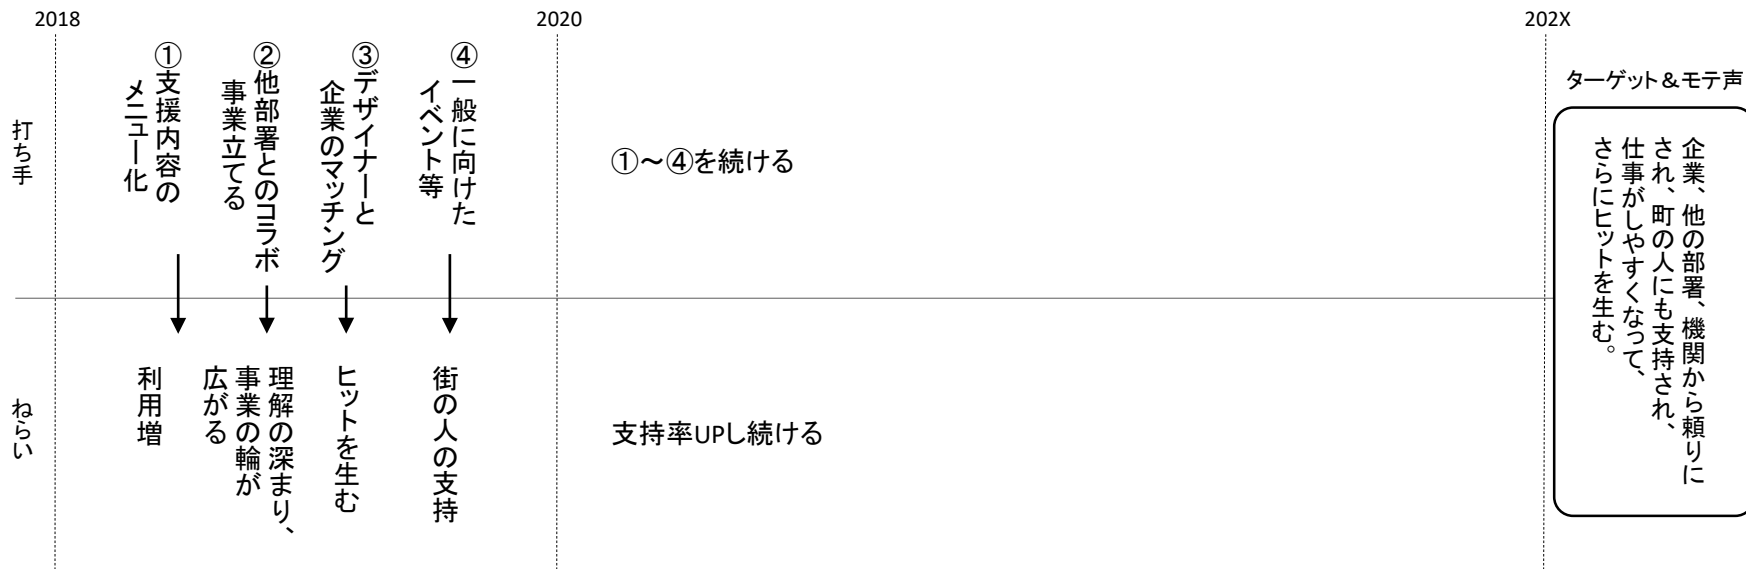 2018
2020
202X
打ち手
①支援内容の
メニュー化
②他部署とのコラボ
事業立てる
③デザイナーと
企業のマッチング
④一般に向けた
イベント等
①～④を続ける
ターゲット＆モテ声
企業、他の部署、機関から頼りに
され、町の人にも支持され、
仕事がしやすくなって、
さらにヒットを生む。
ねらい
利用増
理解の深まり、
事業の輪が
広がる
ヒットを生む
街の人の支持
支持率UPし続ける